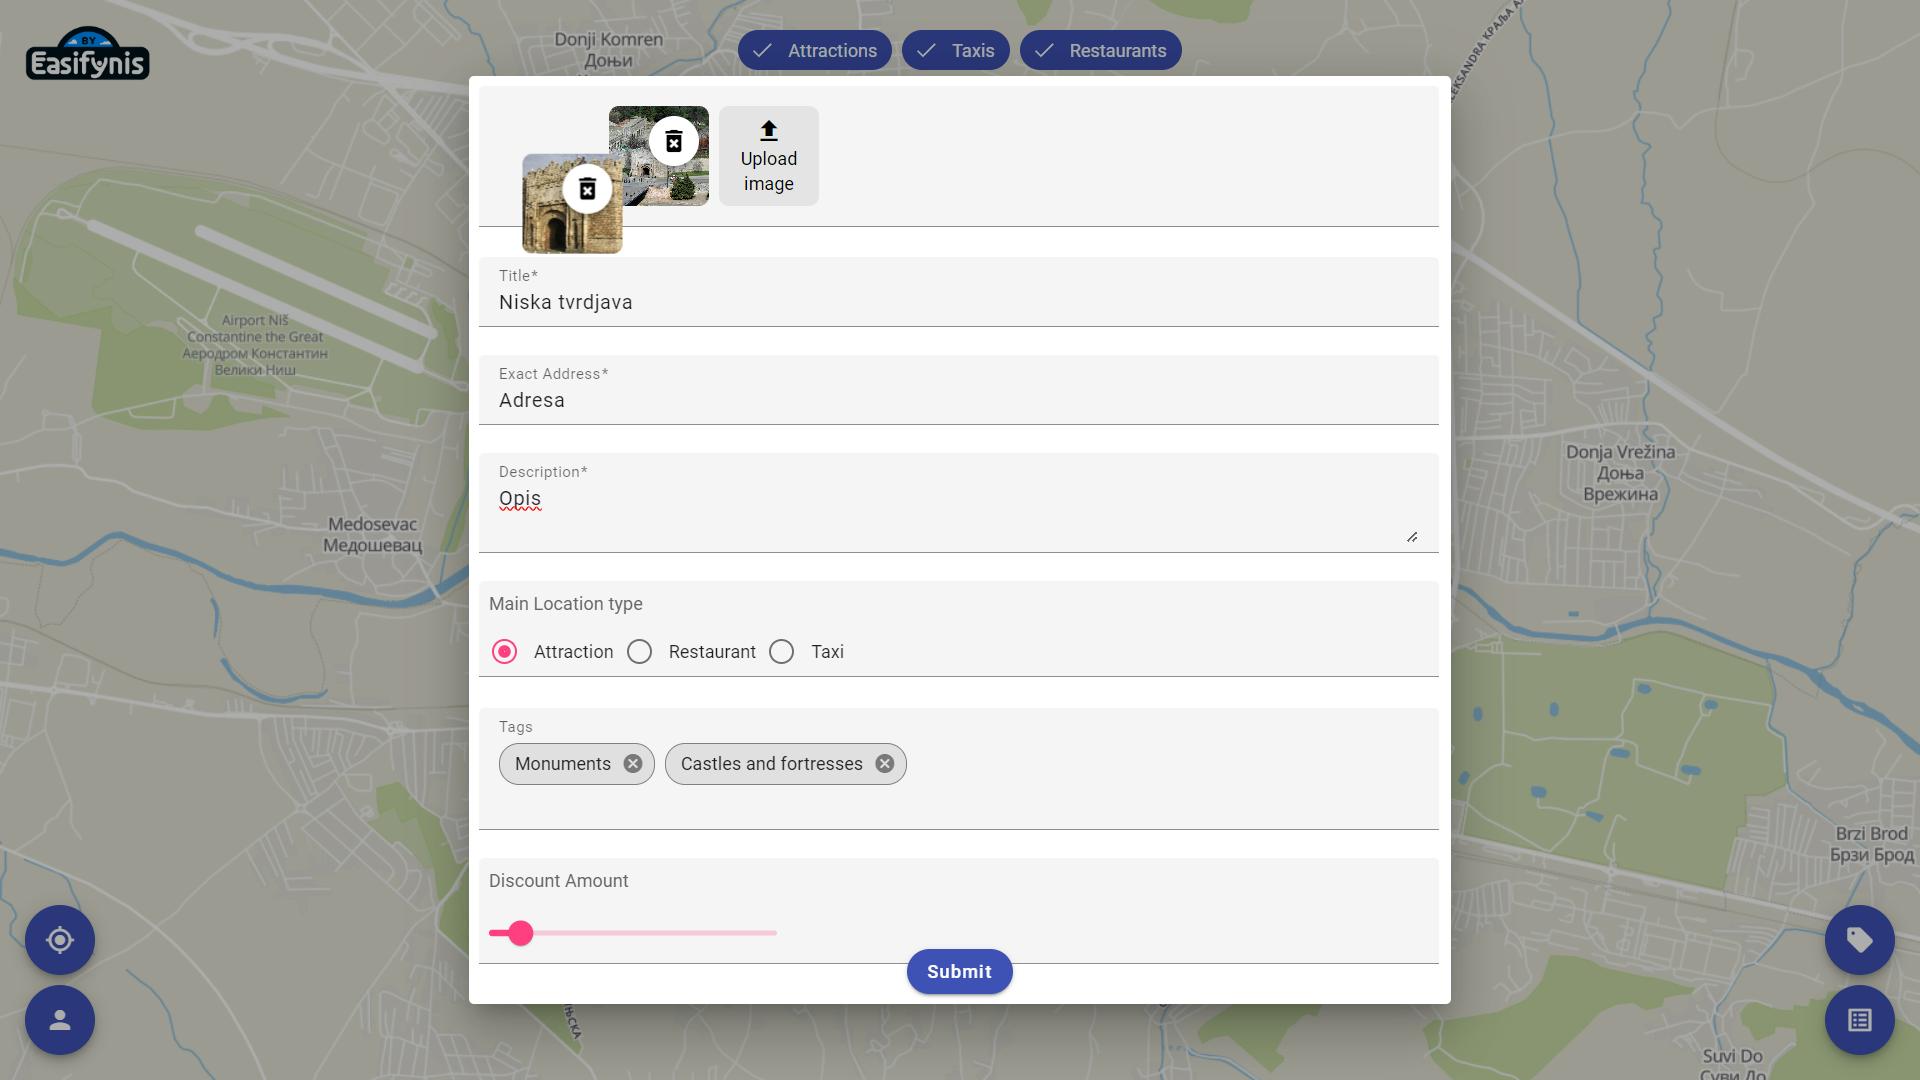 BY
Easifynis
Donji Komren
Доњи
Attractions
Taxis
Restaurants
Upload
image
Title*
Niska tvrdjava
Exact Address*
Adresa
Description*
Opis
Main Location type
Attraction
Restaurant
Taxi
Tags
Monuments
Castles and fortresses
Discount Amount
Submit
Airport Niš
Constantine the Great
Аеродром Константин
Велики Ниш
Medosevac
Медошевац
Donja Vrežina
Доња
Врежина
Brzi Brod
Брзи Брод
Suvi Do
Суви До